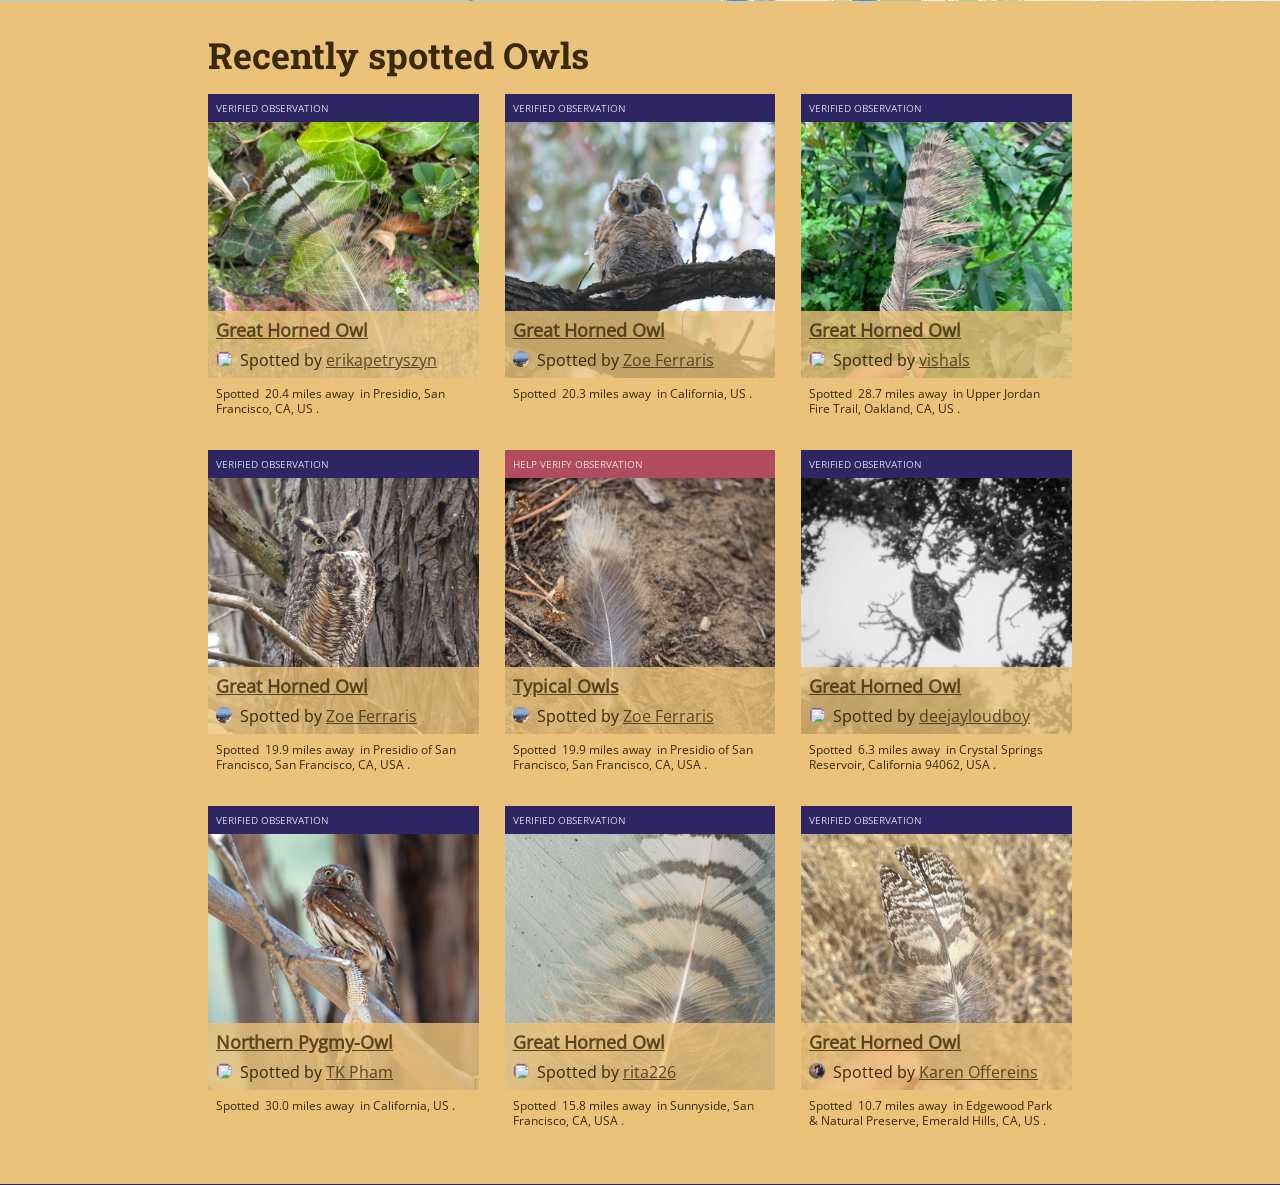 Recently spotted Owls
VERIFIED OBSERVATION
Great Horned Owl
Spotted by erikapetryszyn
Spotted 20.4 miles away in Presidio, San
Francisco, CA, US .
VERIFIED OBSERVATION
Great Horned Owl
Spotted by Zoe Ferraris
Spotted 20.3 miles away in California, US .
VERIFIED OBSERVATION
Great Horned Owl
Spotted by vishals
Spotted 28.7 miles away in Upper Jordan
Fire Trail, Oakland, CA, US .
VERIFIED OBSERVATION
Great Horned Owl
Spotted by Zoe Ferraris
Spotted 19.9 miles away in Presidio of San
Francisco, San Francisco, CA, USA .
HELP VERIFY OBSERVATION
Typical Owls
Spotted by Zoe Ferraris
Spotted 19.9 miles away in Presidio of San
Francisco, San Francisco, CA, USA .
VERIFIED OBSERVATION
Great Horned Owl
Spotted by deejayloudboy
Spotted 6.3 miles away in Crystal Springs
Reservoir, California 94062, USA .
VERIFIED OBSERVATION
Northern Pygmy-Owl
Spotted by TK Pham
Spotted 30.0 miles away in California, US .
VERIFIED OBSERVATION
Great Horned Owl
Spotted by rita226
Spotted 15.8 miles away in Sunnyside, San
Francisco, CA, USA .
VERIFIED OBSERVATION
Great Horned Owl
Spotted by Karen Offereins
Spotted 10.7 miles away in Edgewood Park
& Natural Preserve, Emerald Hills, CA, US .